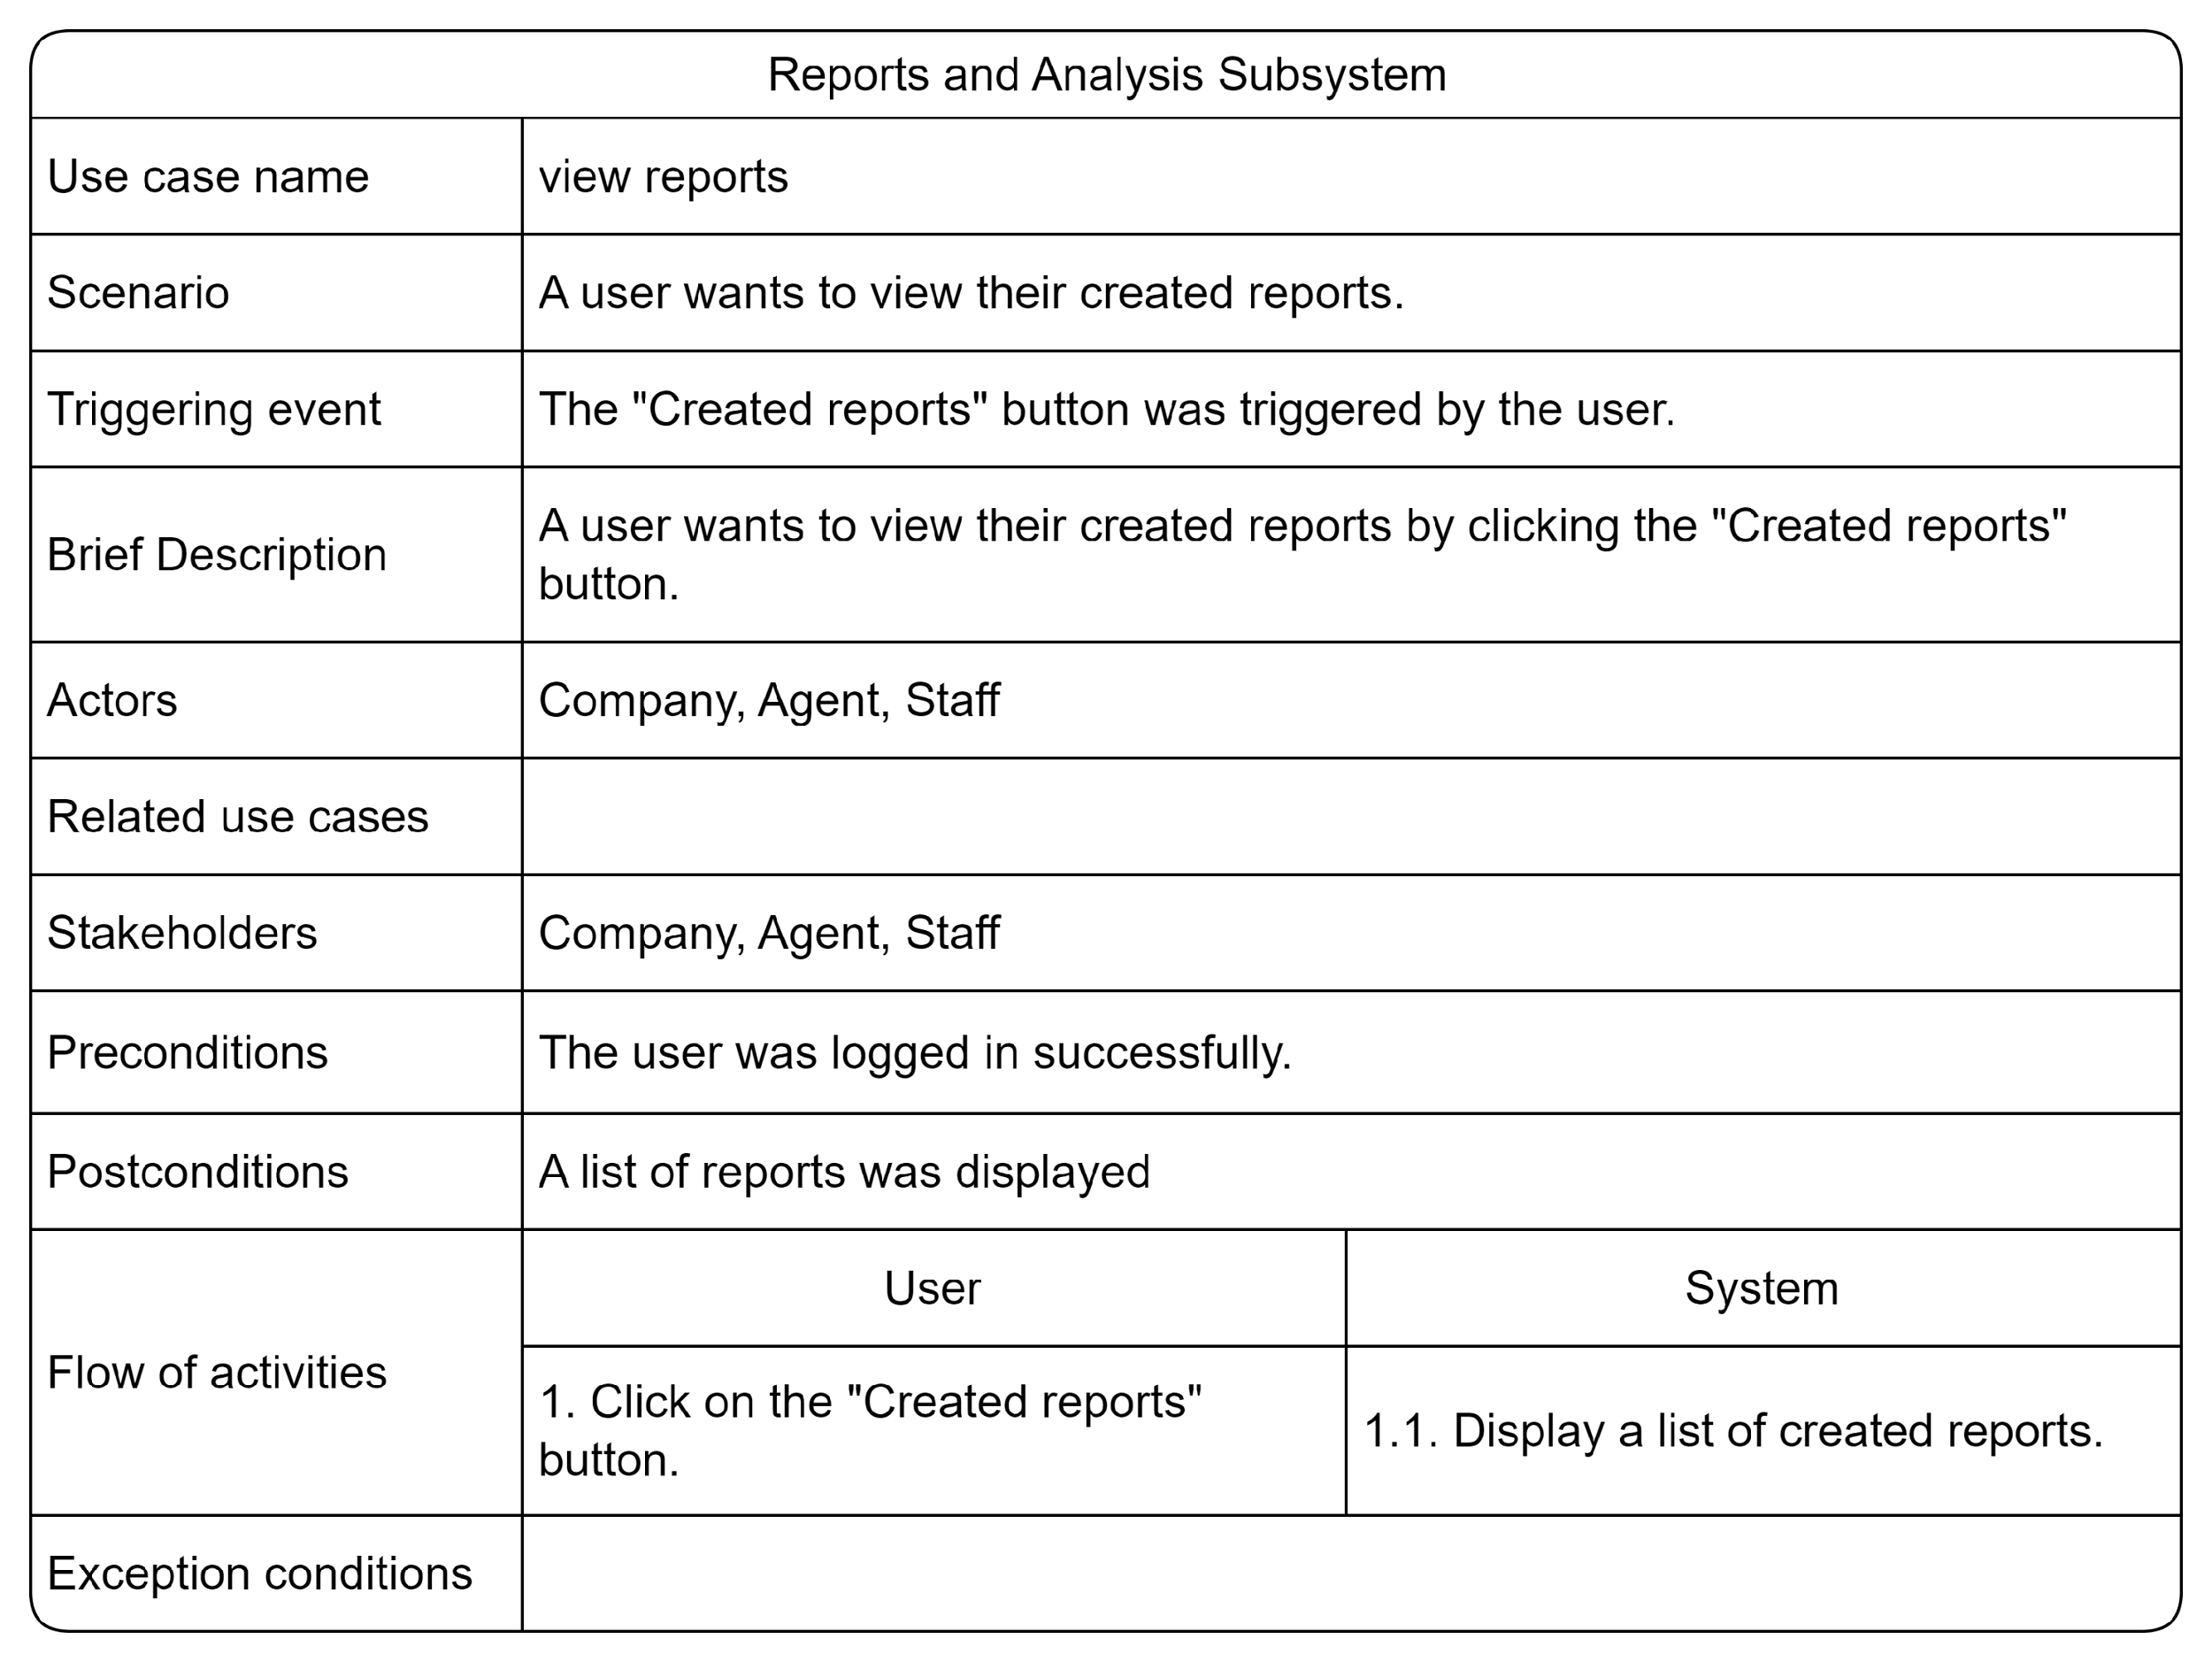 Reports and Analysis Subsystem
Use case name
view reports
Scenario
A user wants to view their created reports.
Triggering event
The "Created reports" button was triggered by the user.
Brief Description
A user wants to view their created reports by clicking the "Created reports"
button.
Actors
Company, Agent, Staff
Related use cases
Stakeholders
Company, Agent, Staff
Preconditions
The user was logged in successfully.
Postconditions
A list of reports was displayed
Flow of activities
User
System
1. Click on the "Created reports"
button.
1.1. Display a list of created reports.
Exception conditions